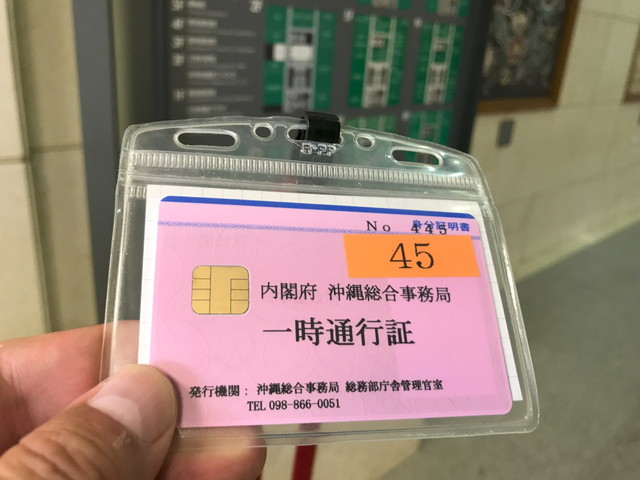 No 445
身分証明書
45
内閣府 沖縄総合事務局
一時通行証
発行機関： 沖縄総合事務局 総務部庁舎管理官室
TEL 098-866-0051